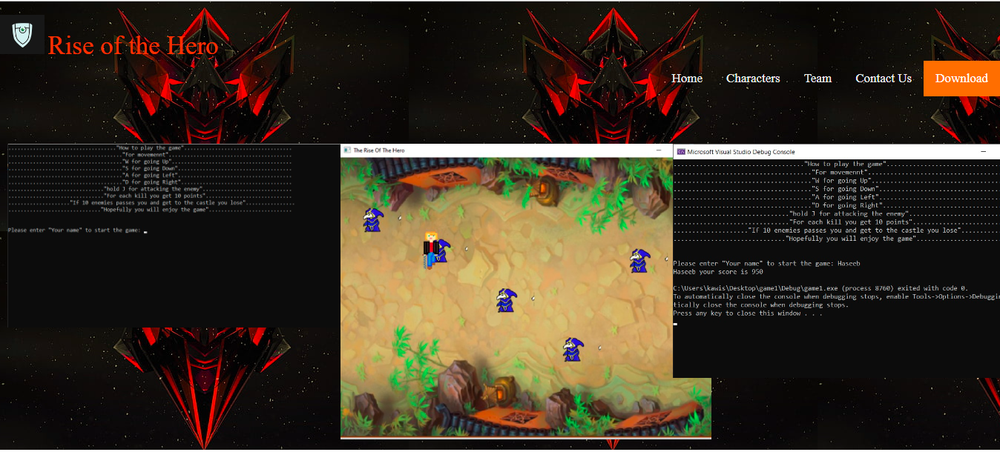 Rise of the Hero
Home Characters Team Contact Us Download
"How to play the game"
"For movemennt"
"W for going Up"
"S for going Down"
"A for going Left"
"D for going Right"
"hold J for attacking the enemy"
"For each kill you get 10 points"
"If 10 enemies passes you and get to the castle you lose"
"Hopefully you will enjoy the game"
Please enter "Your name" to start the game:
The Rise Of The Hero
Microsoft Visual Studio Debug Console
"How to play the game"
"For movemennt"
"W for going Up"
"S for going Down"
"A for going Left"
"D for going Right"
"hold J for attacking the enemy"
"For each kill you get 10 points"
"If 10 enemies passes you and get to the castle you lose"
"Hopefully you will enjoy the game"
Please enter "Your name" to start the game: Haseeb
Haseeb your score is 950
C:\Users\kawis\Desktop\game1\Debug\game1.exe (process 8760) exited with code 0.
To automatically close the console when debugging stops, enable Tools->Options->Debuggin
tically close the console when debugging stops.
Press any key to close this window . . .